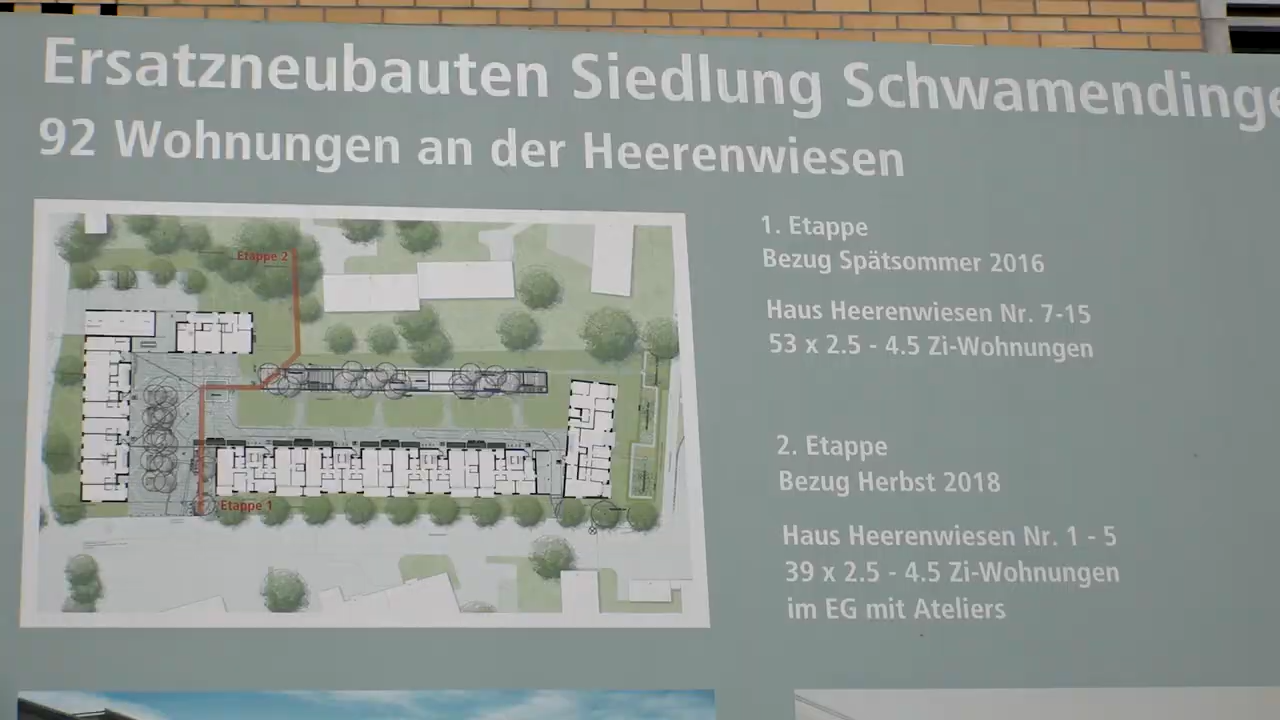 Ersatzneubauten Siedlung Schwamendinge
92 Wohnungen an der Heerenwiesen
Etappe 2
Etappe 1
1. Etappe
Bezug Spätsommer 2016
Haus Heerenwiesen Nr. 7-15
53 x 2.5 - 4.5 Zi-Wohnungen
2. Etappe
Bezug Herbst 2018
Haus Heerenwiesen Nr. 1 - 5
39 x 2.5 - 4.5 Zi-Wohnungen
im EG mit Ateliers